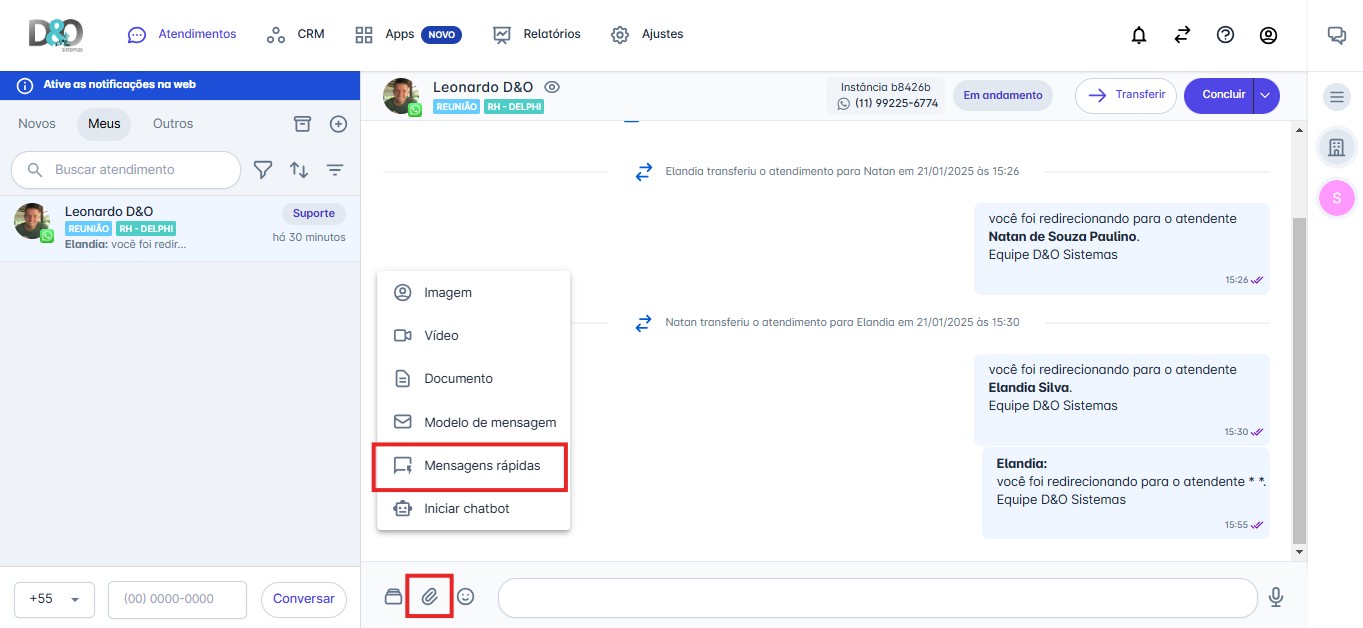 D&O
sistemas
Atendimentos
CRM
Apps
NOVO
Relatórios
Ajustes
Ative as notificações na web
Novos
Meus
Outros
Buscar atendimento
Leonardo D&O
Suporte
REUNIÃO
RH - DELPHI
há 30 minutos
Elandia: você foi redir...
+55
(00) 0000-0000
Conversar
Leonardo D&O
REUNIÃO
RH - DELPHI
Instância b8426b
(11) 99225-6774
Em andamento
Transferir
Concluir
Elandia transferiu o atendimento para Natan em 21/01/2025 às 15:26
você foi redirecionando para o atendente
Natan de Souza Paulino.
Equipe D&O Sistemas
15:26
Natan transferiu o atendimento para Elandia em 21/01/2025 às 15:30
você foi redirecionando para o atendente
Elandia Silva.
Equipe D&O Sistemas
15:30
Elandia:
você foi redirecionando para o atendente * *.
Equipe D&O Sistemas
15:55
Imagem
Vídeo
Documento
Modelo de mensagem
Mensagens rápidas
Iniciar chatbot
S